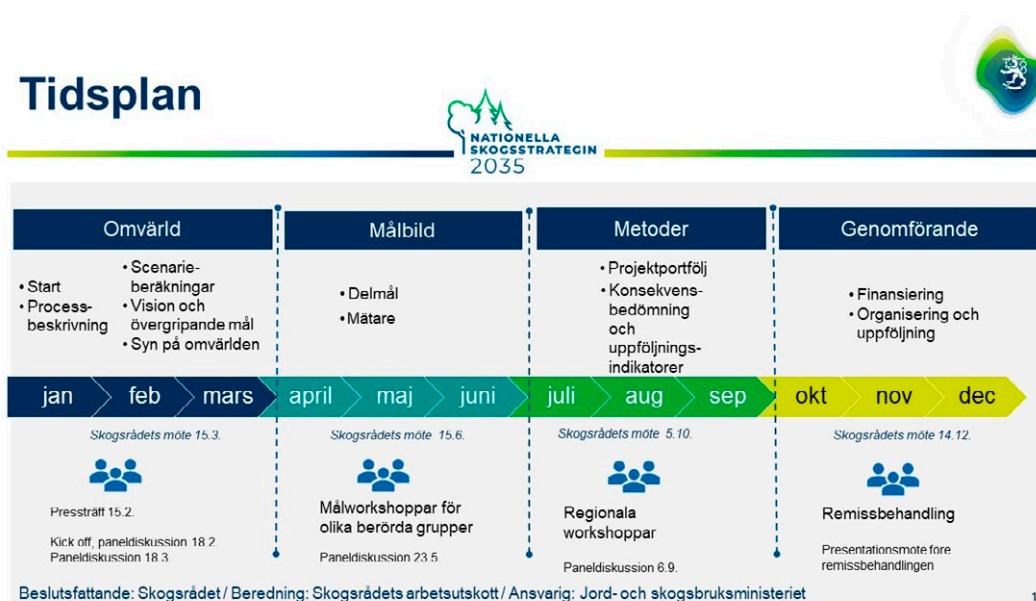 Tidsplan
NATIONELLA
SKOGSSTRATEGIN
2035
Omvärld
• Start
• Process-
beskrivning
• Scenarie-
beräkningar
• Vision och
övergripande mål
• Syn på omvärlden
Målbild
• Delmål
• Mätare
Metoder
• Projektportfölj
• Konsekvens-
bedömning
och
uppföljnings-
indikatorer
Genomförande
• Finansiering
• Organisering och
uppföljning
jan feb mars april maj juni juli aug sep okt nov dec
Skogsrådets möte 15.3.
Pressträff 15.2.
Kick off, paneldiskussion 18.2.
Paneldiskussion 18.3.
Skogsrådets möte 15.6.
Målworkshoppar för
olika berörda grupper
Paneldiskussion 23.5.
Skogsrådets möte 5.10.
Regionala
workshoppar
Paneldiskussion 6.9.
Skogsrådets möte 14.12.
Remissbehandling
Presentationsmote fore
remissbehandlingen
Beslutsfattande: Skogsrådet / Beredning: Skogsrådets arbetsutskott / Ansvarig: Jord- och skogsbruksministeriet